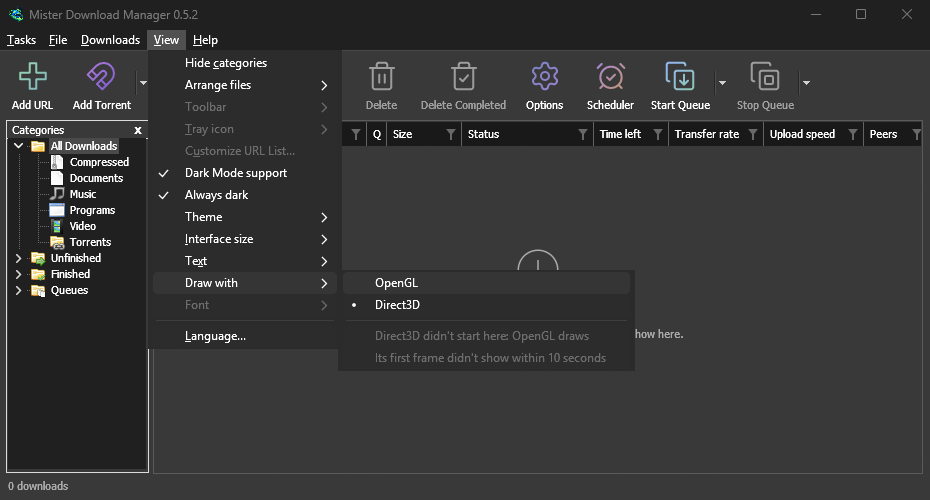 Mister Download Manager 0.5.2
Tasks File Downloads View Help
Add URL
Add Torrent
Delete
Delete Completed
Options
Scheduler
Start Queue
Stop Queue
Hide categories
Arrange files
Toolbar
Tray icon
Customize URL List...
Dark Mode support
Always dark
Theme
Interface size
Text
Draw with
Font
Language...
OpenGL
Direct3D
Direct3D didn't start here: OpenGL draws
Its first frame didn't show within 10 seconds
Categories x
All Downloads
Compressed
Documents
Music
Programs
Video
Torrents
Unfinished
Finished
Queues
Q Size Status Time left Transfer rate Upload speed Peers
here.
0 downloads